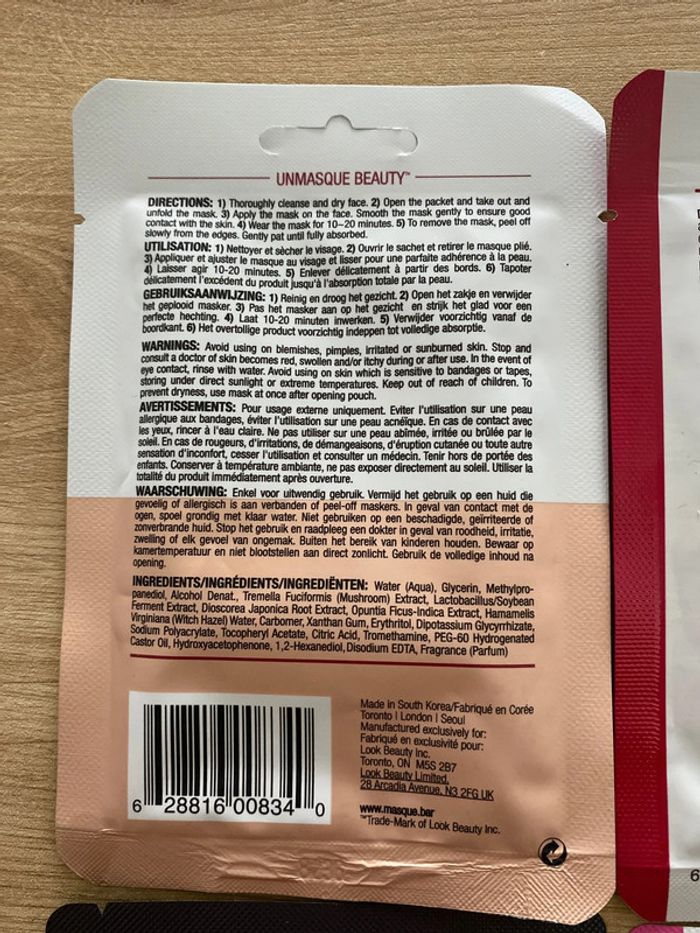 UNMASQUE BEAUTY™
DIRECTIONS: 1) Thoroughly cleanse and dry face. 2) Open the packet and take out and
unfold the mask. 3) Apply the mask on the face. Smooth the mask gently to ensure good
contact with the skin. 4) Wear the mask for 10~20 minutes. 5) To remove the mask, peel off
slowly from the edges. Gently pat until fully absorbed.
UTILISATION: 1) Nettoyer et sècher le visage. 2) Ouvrir le sachet et retirer le masque plié.
3) Appliquer et ajuster le masque au visage et lisser pour une parfaite adhérence à la peau.
4) Laisser agir 10-20 minutes. 5) Enlever délicatement à partir des bords. 6) Tapoter
délicatement l'excédent du produit jusqu'à l'absorption totale par la peau.
GEBRUIKSAANWIJZING: 1) Reinig en droog het gezicht. 2) Open het zakje en verwijder
het geplooid masker. 3) Pas het masker aan op het gezicht en strijk het glad voor een
perfecte hechting. 4) Laat 10-20 minuten inwerken. 5) Verwijder voorzichtig vanaf de
boordkant. 6) Het overtollige product voorzichtig indeppen tot volledige absorptie.
WARNINGS: Avoid using on blemishes, pimples, irritated or sunburned skin. Stop and
consult a doctor of skin becomes red, swollen and/or itchy during or after use. In the event of
eye contact, rinse with water. Avoid using on skin which is sensitive to bandages or tapes,
storing under direct sunlight or extreme temperatures. Keep out of reach of children. To
prevent dryness, use mask at once after opening pouch.
AVERTISSEMENTS: Pour usage externe uniquement. Eviter l'utilisation sur une peau
allergique aux bandages, éviter l'utilisation sur une peau acnéique. En cas de contact avec
les yeux, rincer à l'eau claire. Ne pas utiliser sur une peau abîmée, irritée ou brûlée par le
soleil. En cas de rougeurs, d'irritations, de démangeaisons, d'éruption cutanée ou toute autre
sensation d'inconfort, cesser l'utilisation et consulter un médecin. Tenir hors de portée des
enfants. Conserver à température ambiante, ne pas exposer directement au soleil. Utiliser la
totalité du produit immédiatement après ouverture.
WAARSCHUWING: Enkel voor uitwendig gebruik. Vermijd het gebruik op een huid die
gevoelig of allergisch is aan verbanden of peel-off maskers. In geval van contact met de
ogen, spoel grondig met klaar water. Niet gebruiken op een beschadigde, geïrriteerde of
zonverbrande huid. Stop het gebruik en raadpleeg een dokter in geval van roodheid, irritatie,
zwelling of elk gevoel van ongemak. Buiten het bereik van kinderen houden. Bewaar op
kamertemperatuur en niet blootstellen aan direct zonlicht. Gebruik de volledige inhoud na
opening.
INGREDIENTS/INGRÉDIENTS/INGREDIËNTEN: Water (Aqua), Glycerin, Methylpro-
panediol, Alcohol Denat., Tremella Fuciformis (Mushroom) Extract, Lactobacillus/Soybean
Ferment Extract, Dioscorea Japonica Root Extract, Opuntia Ficus-Indica Extract, Hamamelis
Virginiana (Witch Hazel) Water, Carbomer, Xanthan Gum, Erythritol, Dipotassium Glycyrrhizate,
Sodium Polyacrylate, Tocopheryl Acetate, Citric Acid, Tromethamine, PEG-60 Hydrogenated
Castor Oil, Hydroxyacetophenone, 1,2-Hexanediol, Disodium EDTA, Fragrance (Parfum)
Made in South Korea/Fabriqué en Corée
Toronto | London | Seoul
Manufactured exclusively for:
Fabriqué en exclusivité pour:
Look Beauty Inc.
Toronto, ON M5S 2B7
Look Beauty Limited,
28 Arcadia Avenue, N3 2FG UK
www.masque.bar
™Trade-Mark of Look Beauty Inc.
6 28816 00834 0
6